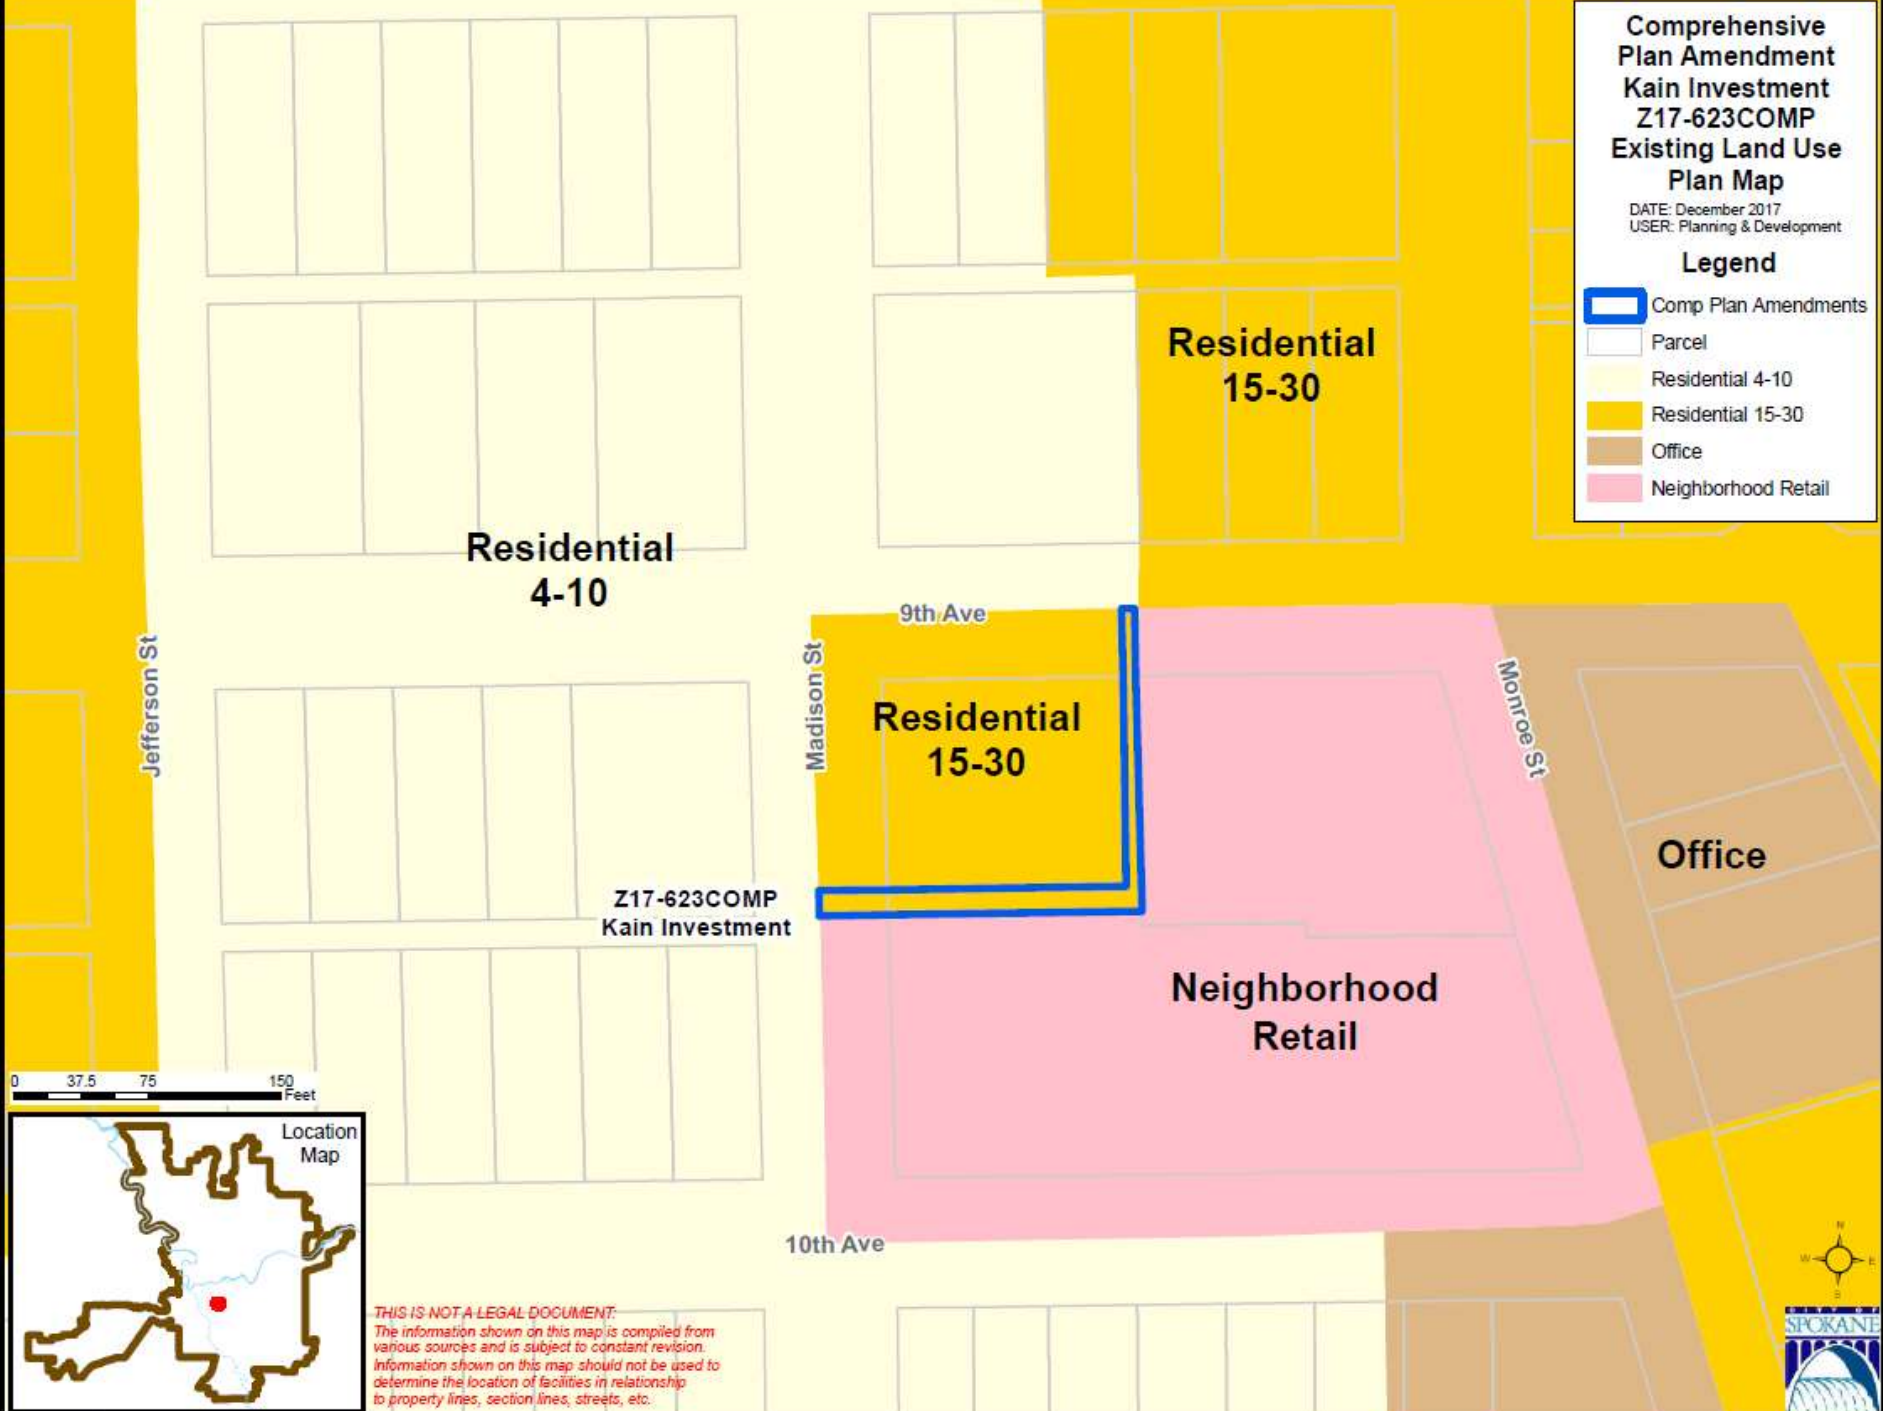 Comprehensive
Plan Amendment
Kain Investment
Z17-623COMP
Existing Land Use
Plan Map
DATE: December 2017
USER: Planning & Development
Legend
Comp Plan Amendments
Parcel
Residential 4-10
Residential 15-30
Office
Neighborhood Retail
Residential
15-30
Residential
4-10
9th Ave
Jefferson St
Madison St
Monroe St
Residential
15-30
Office
Z17-623COMP
Kain Investment
Neighborhood
Retail
10th Ave
0 37.5 75 150
Feet
Location
Map
THIS IS NOT A LEGAL DOCUMENT:
The information shown on this map is compiled from
various sources and is subject to constant revision.
Information shown on this map should not be used to
determine the location of facilities in relationship
to property lines, section lines, streets, etc.
N
W E
S
CITY OF
SPOKANE